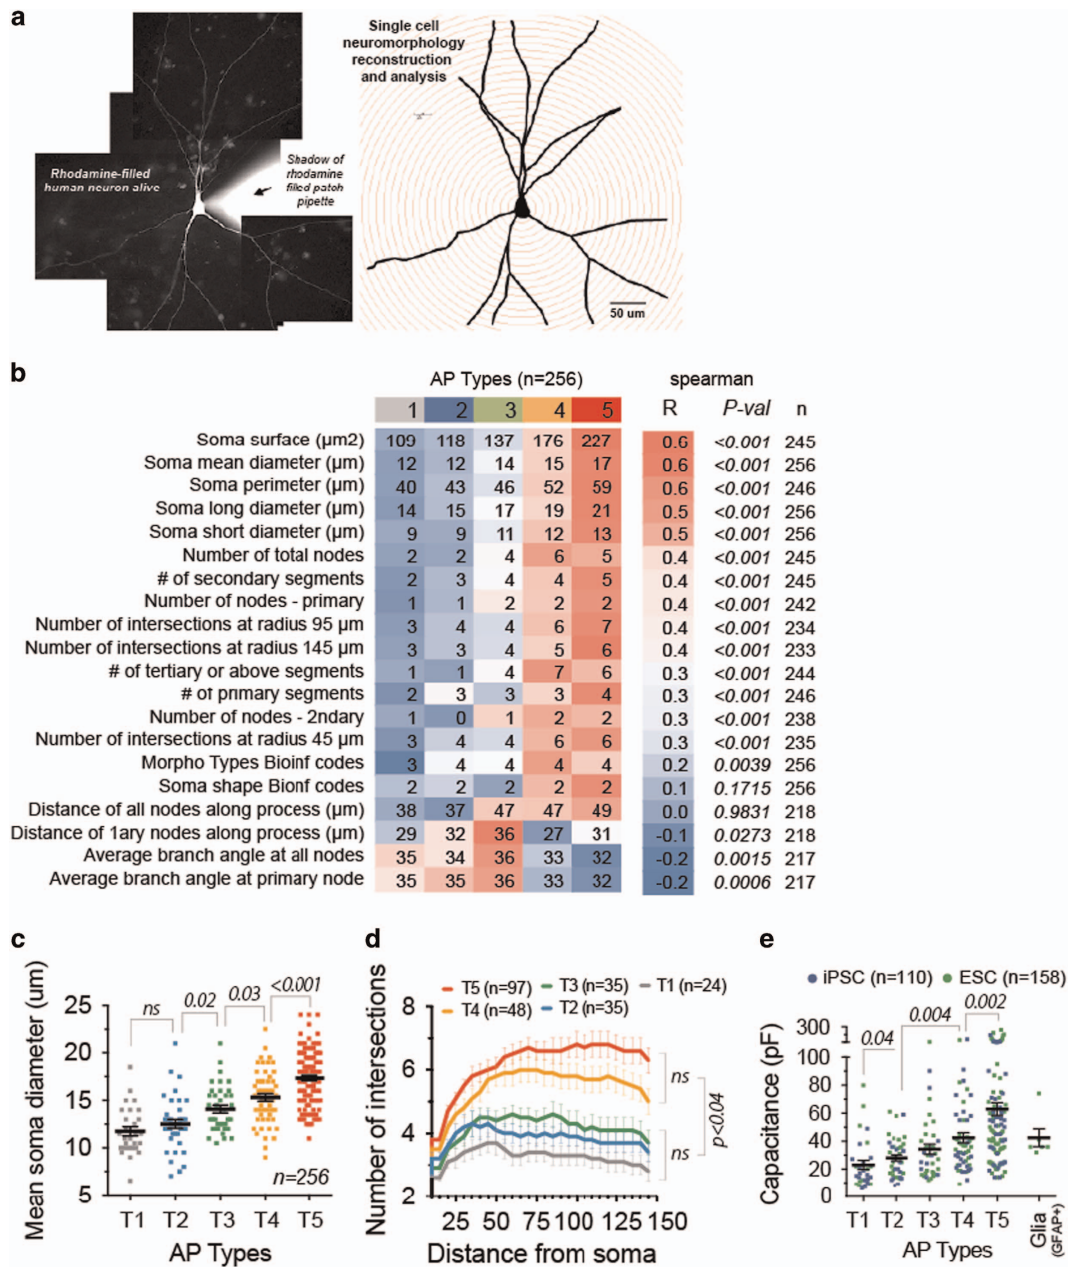 a
Rhodamine-filled
human neuron alive
Shadow of
rhodamine
filled patch
pipette
Single cell
neuromorphology
reconstruction
and analysis
50 um
b
AP Types (n=256) spearman
1 2 3 4 5 R P-val n
Soma surface (µm2) 109 118 137 176 227 0.6 <0.001 245
Soma mean diameter (µm) 12 12 14 15 17 0.6 <0.001 256
Soma perimeter (µm) 40 43 46 52 59 0.6 <0.001 246
Soma long diameter (µm) 14 15 17 19 21 0.5 <0.001 256
Soma short diameter (µm) 9 9 11 12 13 0.5 <0.001 256
Number of total nodes 2 2 4 6 5 0.4 <0.001 245
# of secondary segments 2 3 4 4 5 0.4 <0.001 245
Number of nodes - primary 1 1 2 2 2 0.4 <0.001 242
Number of intersections at radius 95 µm 3 4 4 6 7 0.4 <0.001 234
Number of intersections at radius 145 µm 3 3 4 5 6 0.4 <0.001 233
# of tertiary or above segments 1 1 4 7 6 0.3 <0.001 244
# of primary segments 2 3 3 3 4 0.3 <0.001 246
Number of nodes - 2ndary 1 0 1 2 2 0.3 <0.001 238
Number of intersections at radius 45 µm 3 4 4 6 6 0.3 <0.001 235
Morpho Types Bioinf codes 3 4 4 4 4 0.2 0.0039 256
Soma shape Bionf codes 2 2 2 2 2 0.1 0.1715 256
Distance of all nodes along process (µm) 38 37 47 47 49 0.0 0.9831 218
Distance of 1ary nodes along process (µm) 29 32 36 27 31 -0.1 0.0273 218
Average branch angle at all nodes 35 34 36 33 32 -0.2 0.0015 217
Average branch angle at primary node 35 35 36 33 32 -0.2 0.0006 217
c
Mean soma diameter (um)
25
20
15
10
5
ns 0.02 0.03 <0.001
n=256
T1 T2 T3 T4 T5
AP Types
d
Number of intersections
8
6
4
2
T5 (n=97) T3 (n=35) T1 (n=24)
T4 (n=48) T2 (n=35)
ns
ns
p<0.04
25 50 75 100 125 150
Distance from soma
e
iPSC (n=110) ESC (n=158)
Capacitance (pF)
300
100
80
60
40
20
0
0.04 0.004 0.002
T1 T2 T3 T4 T5 Glia (GFAP+)
AP Types